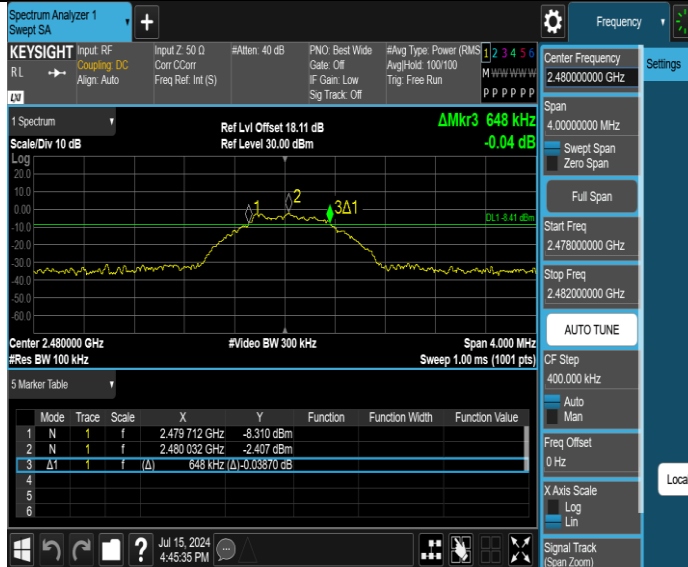 Spectrum Analyzer 1
Swept SA
+
Frequency
KEYSIGHT
RL
LXI
Input: RF
Coupling: DC
Align: Auto
Input Z: 50 Ω
Corr CCorr
Freq Ref: Int (S)
#Atten: 40 dB
PNO: Best Wide
Gate: Off
IF Gain: Low
Sig Track: Off
#Avg Type: Power (RMS
Avg|Hold: 100/100
Trig: Free Run
1 2 3 4 5 6
M W W W W W
P P P P P P
1 Spectrum
Scale/Div 10 dB
Ref Lvl Offset 18.11 dB
Ref Level 30.00 dBm
ΔMkr3 648 kHz
-0.04 dB
Log
20.0
10.0
0.00
-10.0
-20.0
-30.0
-40.0
-50.0
-60.0
1
2
3Δ1
DL1 -8.41 dBm
Center 2.480000 GHz
#Res BW 100 kHz
#Video BW 300 kHz
Span 4.000 MHz
Sweep 1.00 ms (1001 pts)
5 Marker Table
Mode Trace Scale X Y Function Function Width Function Value
1 N 1 f 2.479 712 GHz -8.310 dBm
2 N 1 f 2.480 032 GHz -2.407 dBm
3 Δ1 1 f (Δ) 648 kHz (Δ) -0.03870 dB
4
5
6
Jul 15, 2024
4:45:35 PM
?
Center Frequency
2.480000000 GHz
Settings
Span
4.00000000 MHz
Swept Span
Zero Span
Full Span
Start Freq
2.478000000 GHz
Stop Freq
2.482000000 GHz
AUTO TUNE
CF Step
400.000 kHz
Auto
Man
Freq Offset
0 Hz
X Axis Scale
Log
Lin
Loca
Signal Track
(Span Zoom)